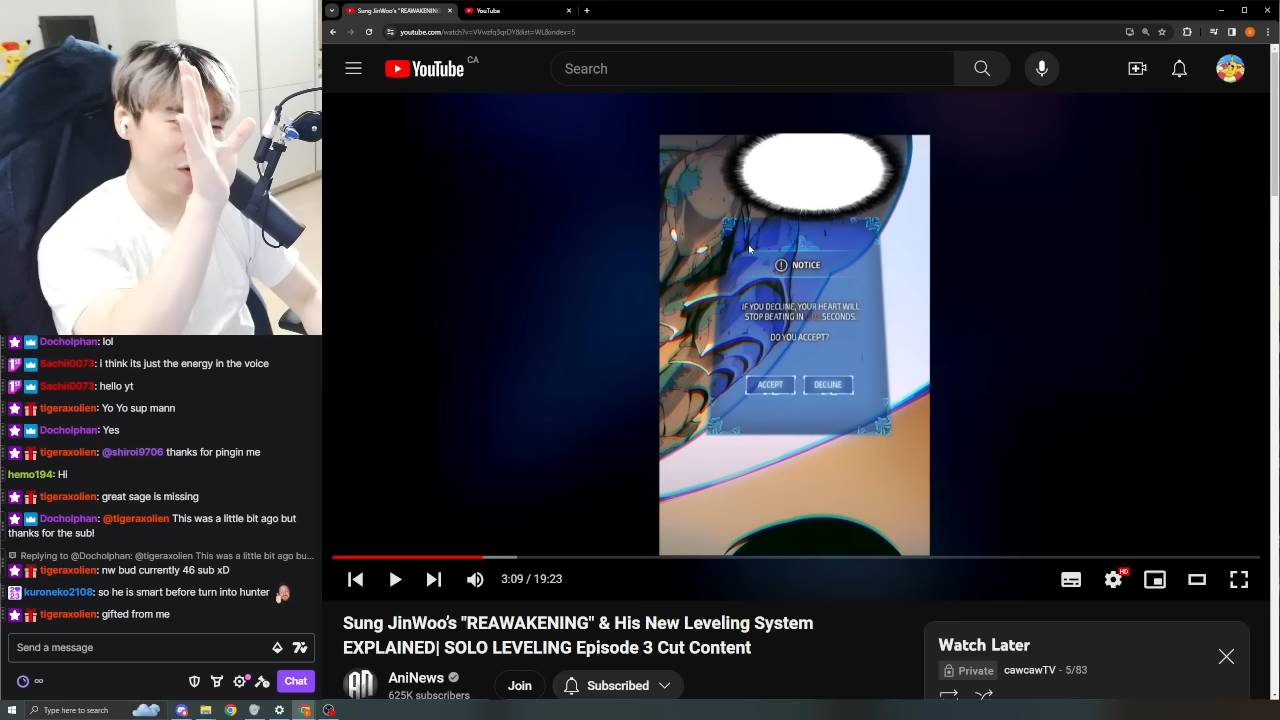 Sung JinWoo's "REAWAKENING
YouTube
youtube.com/watch?v=VVwzfq3qrDY&list=WL&index=5
YouTube CA
Search
NOTICE
IF YOU DECLINE, YOUR HEART WILL
STOP BEATING IN SECONDS.
DO YOU ACCEPT?
ACCEPT DECLINE
3:09 / 19:23
HD
Sung JinWoo's "REAWAKENING" & His New Leveling System
EXPLAINED| SOLO LEVELING Episode 3 Cut Content
AN
AniNews
625K subscribers
Join
Subscribed
Watch Later
Private cawcawTV - 5/83
Docholphan: lol
1ST Sachii0073: i think its just the energy in the voice
1ST Sachii0073: hello yt
tigeraxolien: Yo Yo sup mann
Docholphan: Yes
tigeraxolien: @shiroi9706 thanks for pingin me
hemo194: Hi
tigeraxolien: great sage is missing
Docholphan: @tigeraxolien This was a little bit ago but
thanks for the sub!
Replying to @Docholphan: @tigeraxolien This was a little bit ago bu...
tigeraxolien: nw bud currently 46 sub xD
kuroneko2108: so he is smart before turn into hunter
tigeraxolien: gifted from me
Send a message
Chat
Type here to search